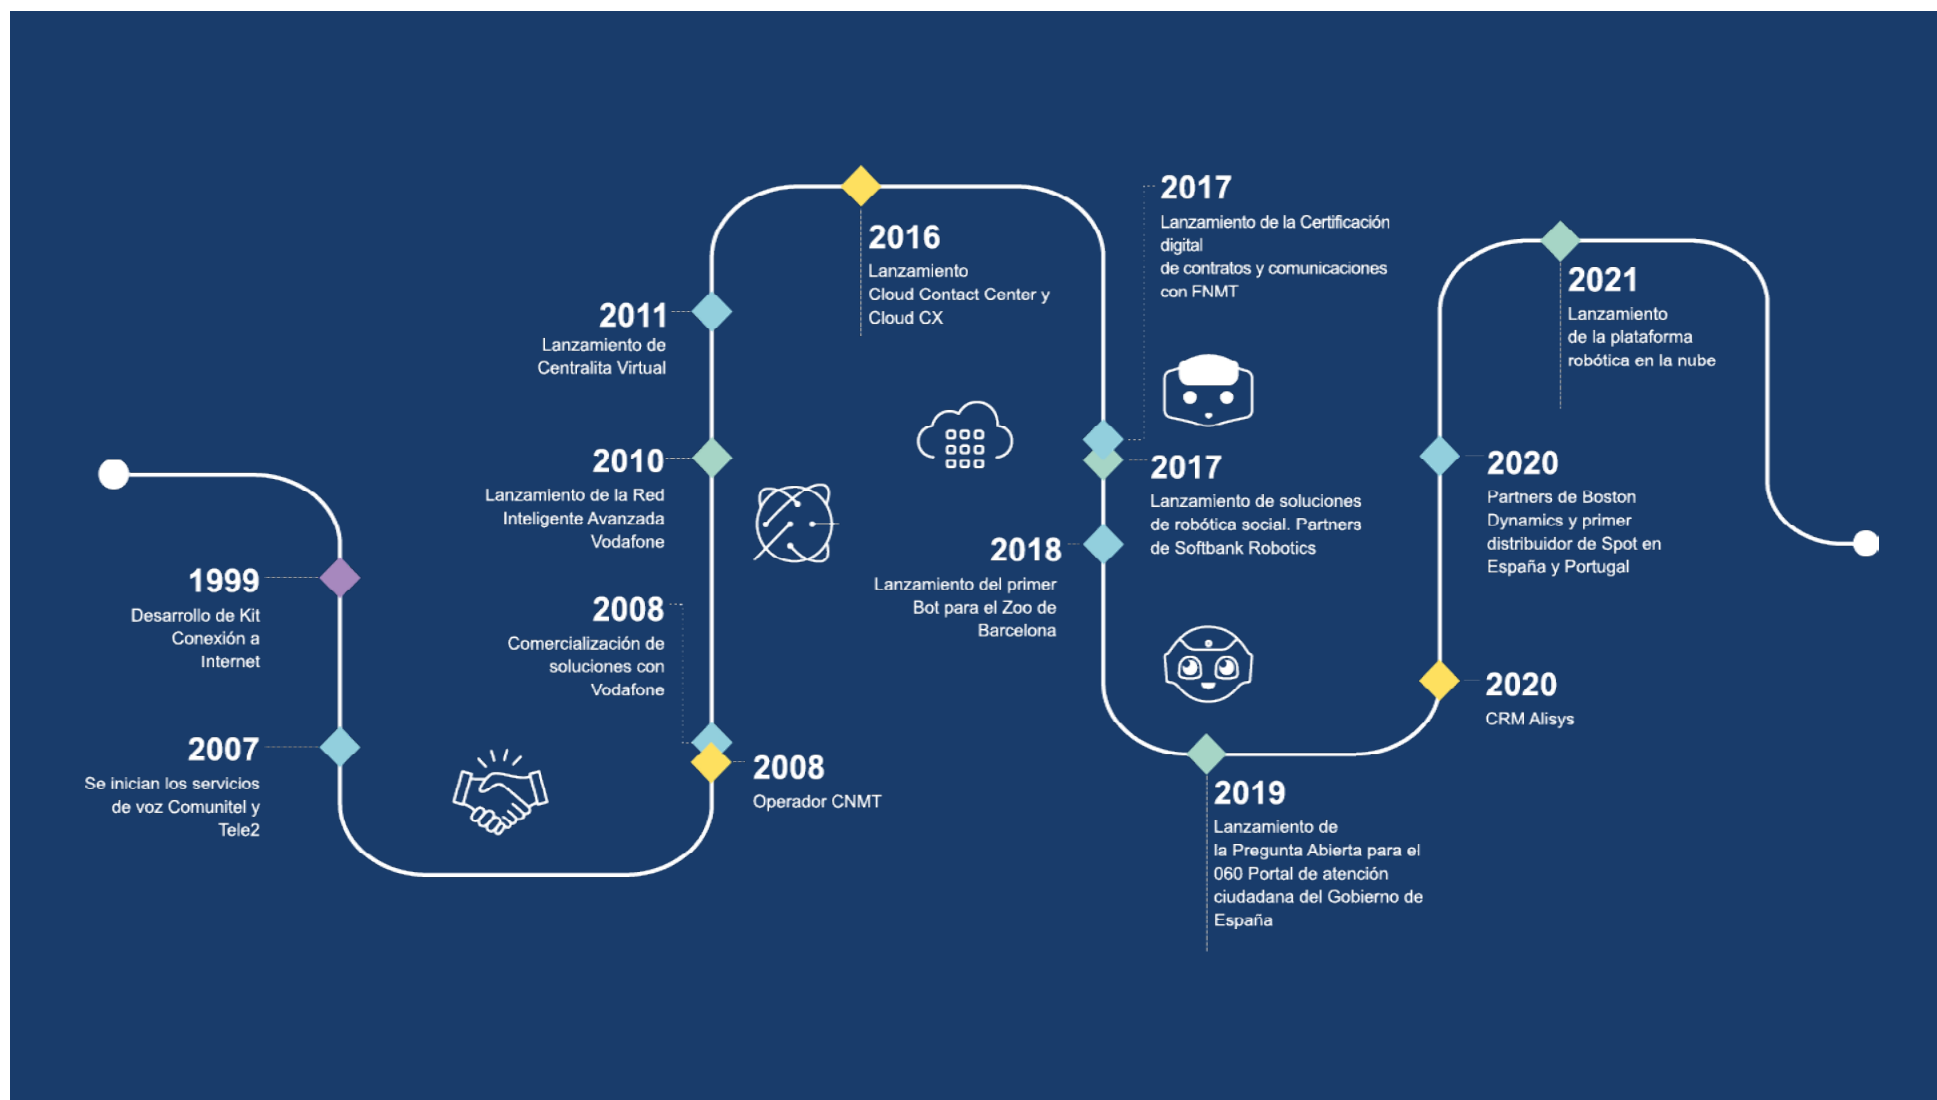 1999
Desarrollo de Kit
Conexión a
Internet
2007
Se inician los servicios
de voz Comunitel y
Tele2
2008
Operador CNMT
2008
Comercialización de
soluciones con
Vodafone
2010
Lanzamiento de la Red
Inteligente Avanzada
Vodafone
2011
Lanzamiento de
Centralita Virtual
2016
Lanzamiento
Cloud Contact Center y
Cloud CX
2017
Lanzamiento de la Certificación
digital
de contratos y comunicaciones
con FNMT
2017
Lanzamiento de soluciones
de robótica social. Partners
de Softbank Robotics
2018
Lanzamiento del primer
Bot para el Zoo de
Barcelona
2019
Lanzamiento de
la Pregunta Abierta para el
060 Portal de atención
ciudadana del Gobierno de
España
2020
CRM Alisys
2020
Partners de Boston
Dynamics y primer
distribuidor de Spot en
España y Portugal
2021
Lanzamiento
de la plataforma
robótica en la nube